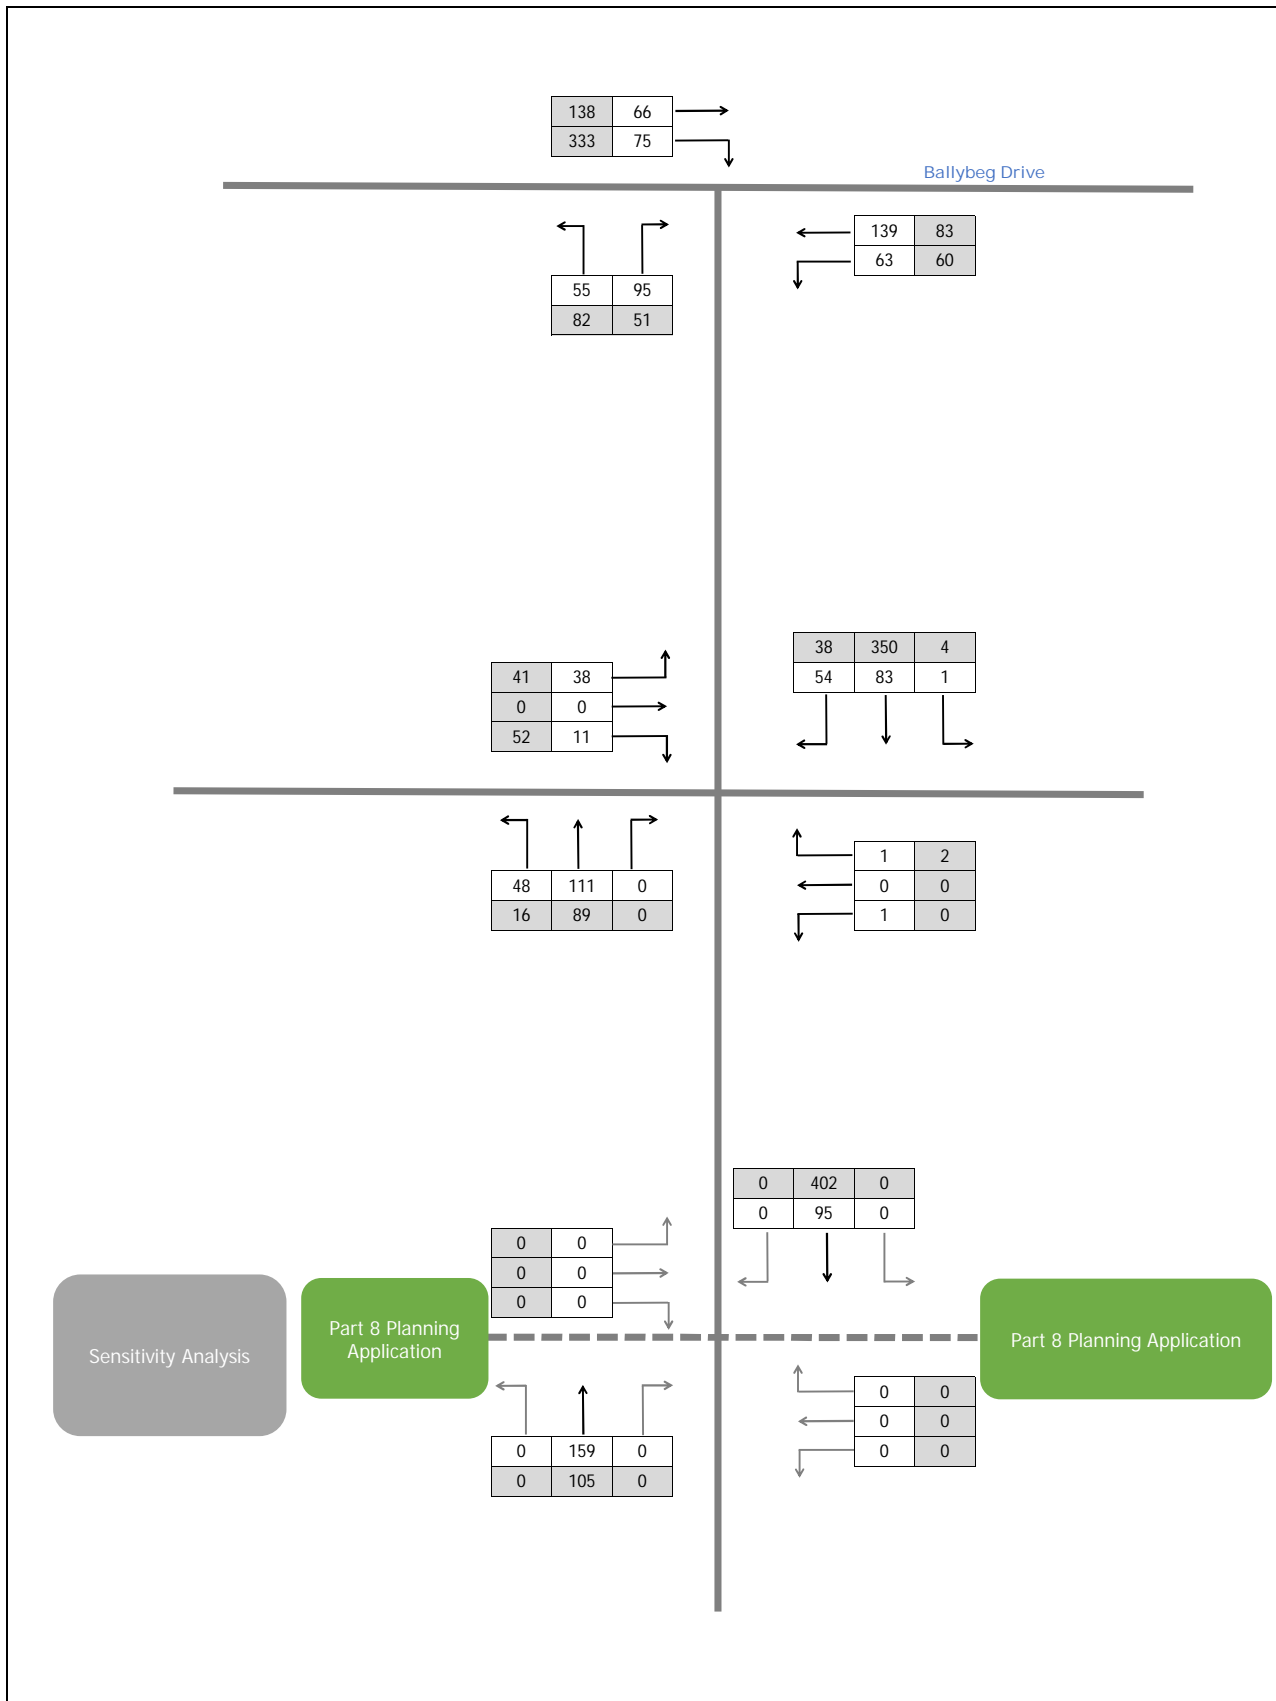 138 66
333 75
Ballybeg Drive
139 83
63 60
55 95
82 51
38 350 4
54 83 1
41 38
0 0
52 11
1 2
0 0
1 0
48 111 0
16 89 0
0 402 0
0 95 0
0 0
0 0
0 0
Sensitivity Analysis
Part 8 Planning
Application
Part 8 Planning Application
0 0
0 0
0 0
0 159 0
0 105 0